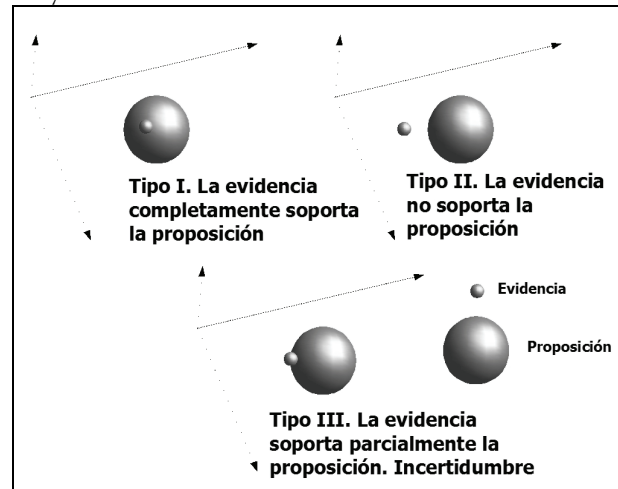 Tipo I. La evidencia
completamente soporta
la proposición
Tipo II. La evidencia
no soporta la
proposición
Evidencia
Proposición
Tipo III. La evidencia
soporta parcialmente la
proposición. Incertidumbre